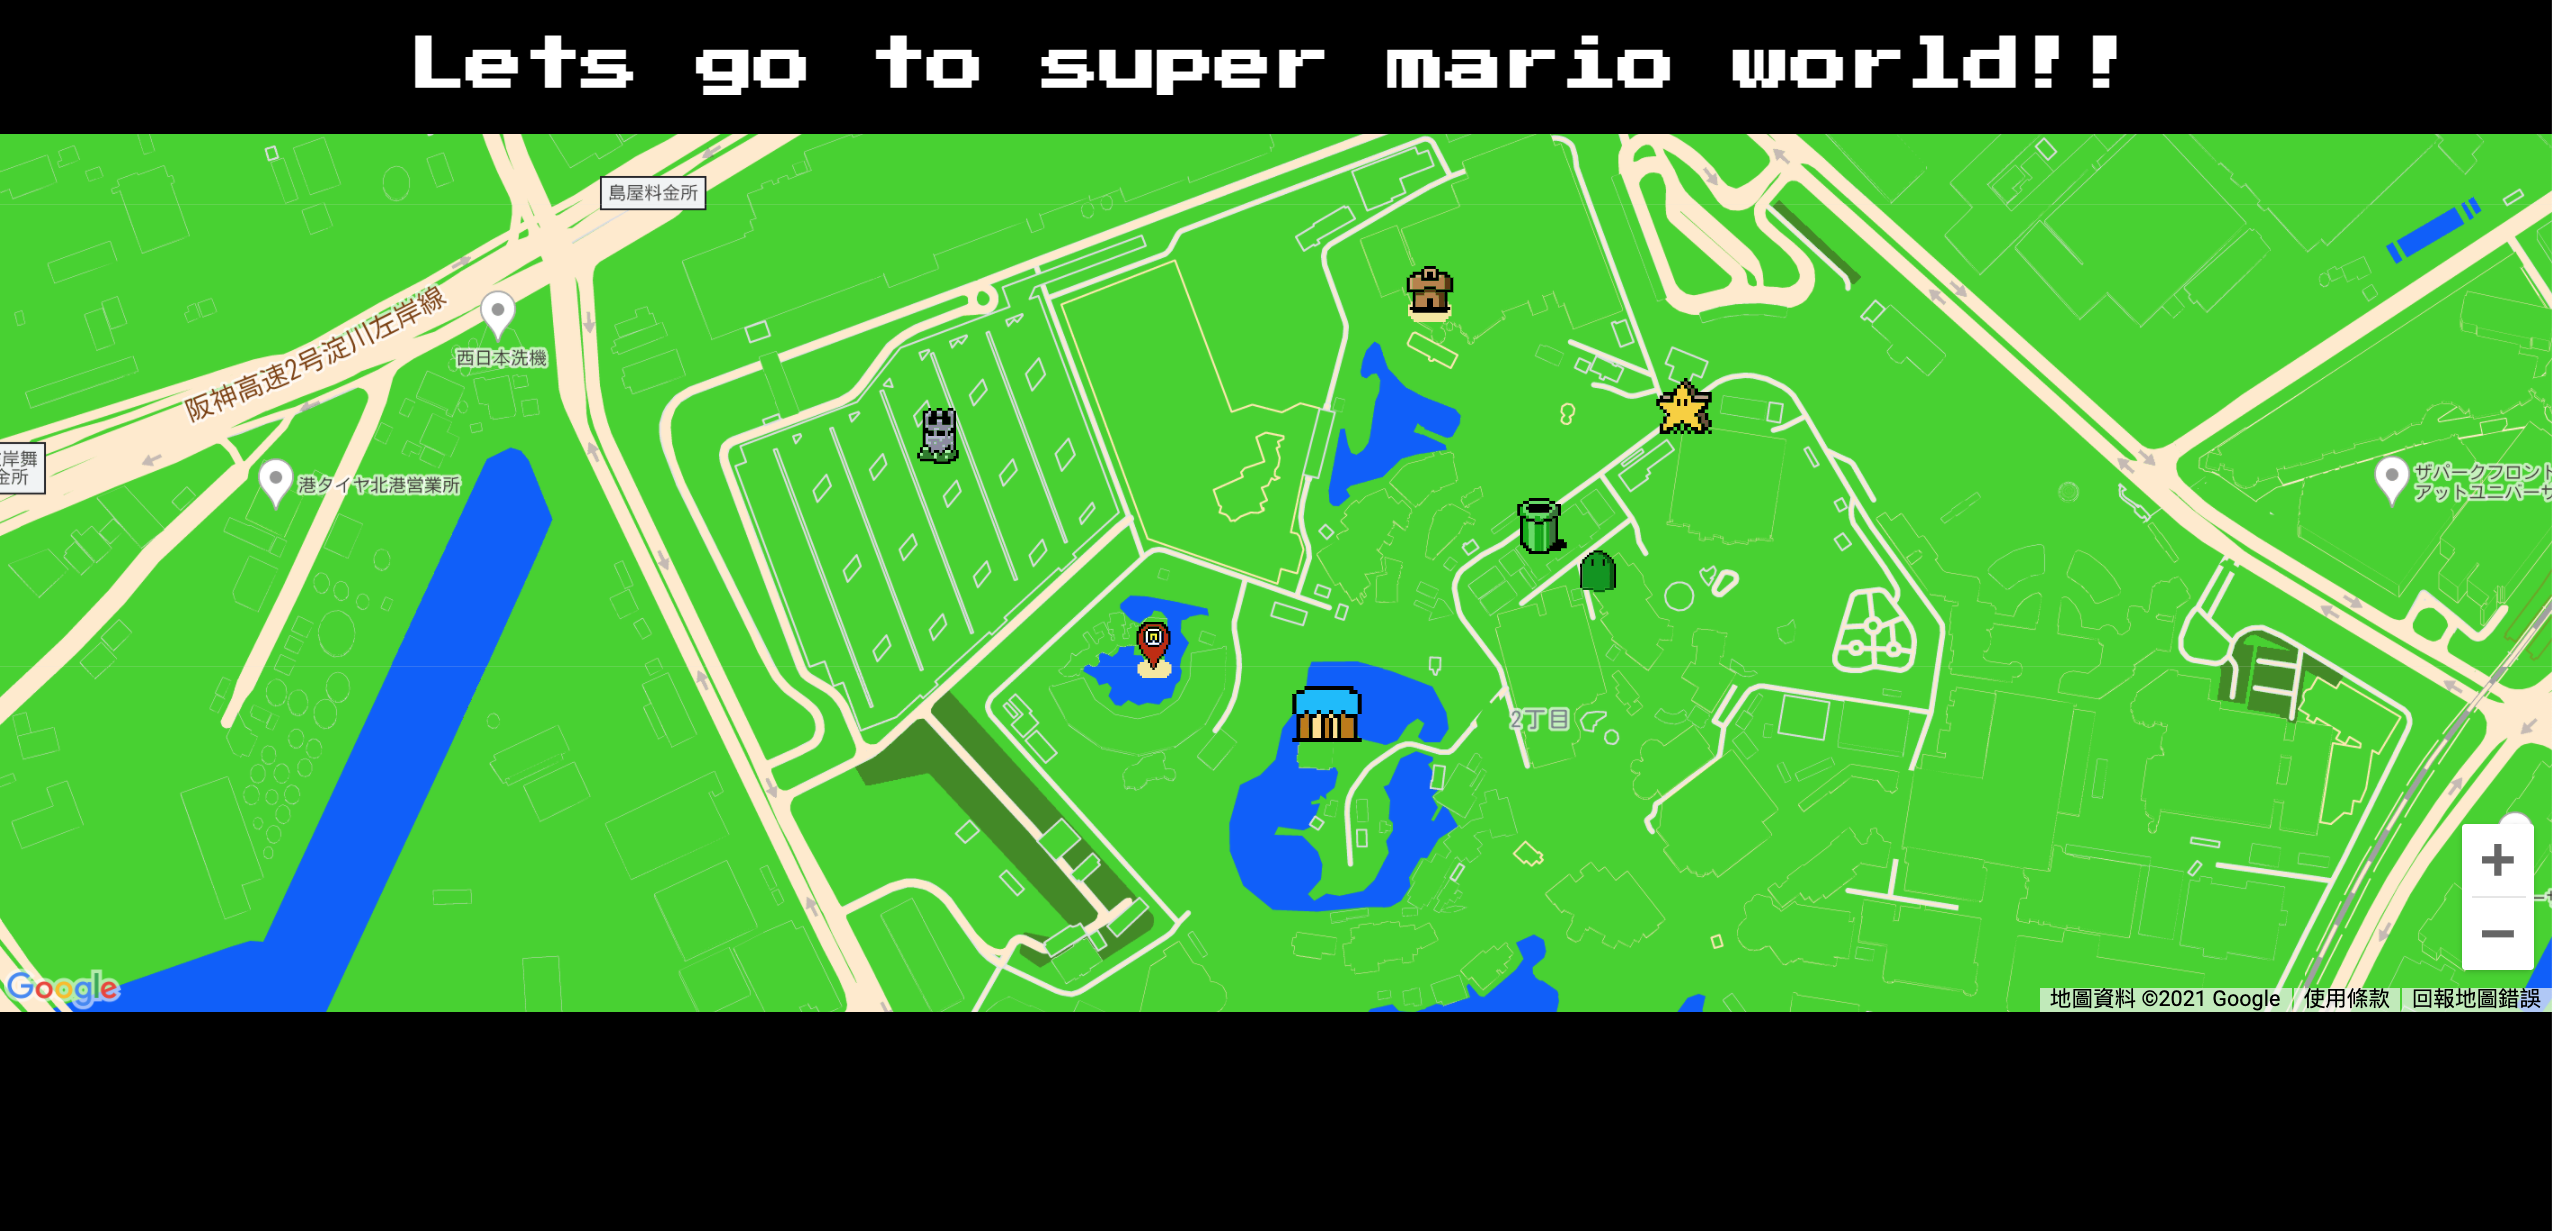 Lets go to super mario world!!
島屋料金所
阪神高速2号淀川左岸線
西日本洗機
岸舞
金所
港タイヤ北港営業所
ザパークフロント
アットユニバーサ
2丁目
Google
地圖資料 ©2021 Google
使用條款
回報地圖錯誤